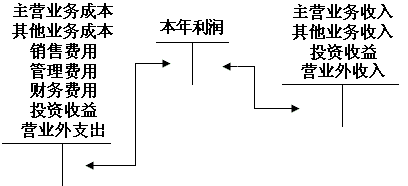 主营业务成本
其他业务成本
销售费用
管理费用
财务费用
投资收益
营业外支出
本年利润
主营业务收入
其他业务收入
投资收益
营业外收入